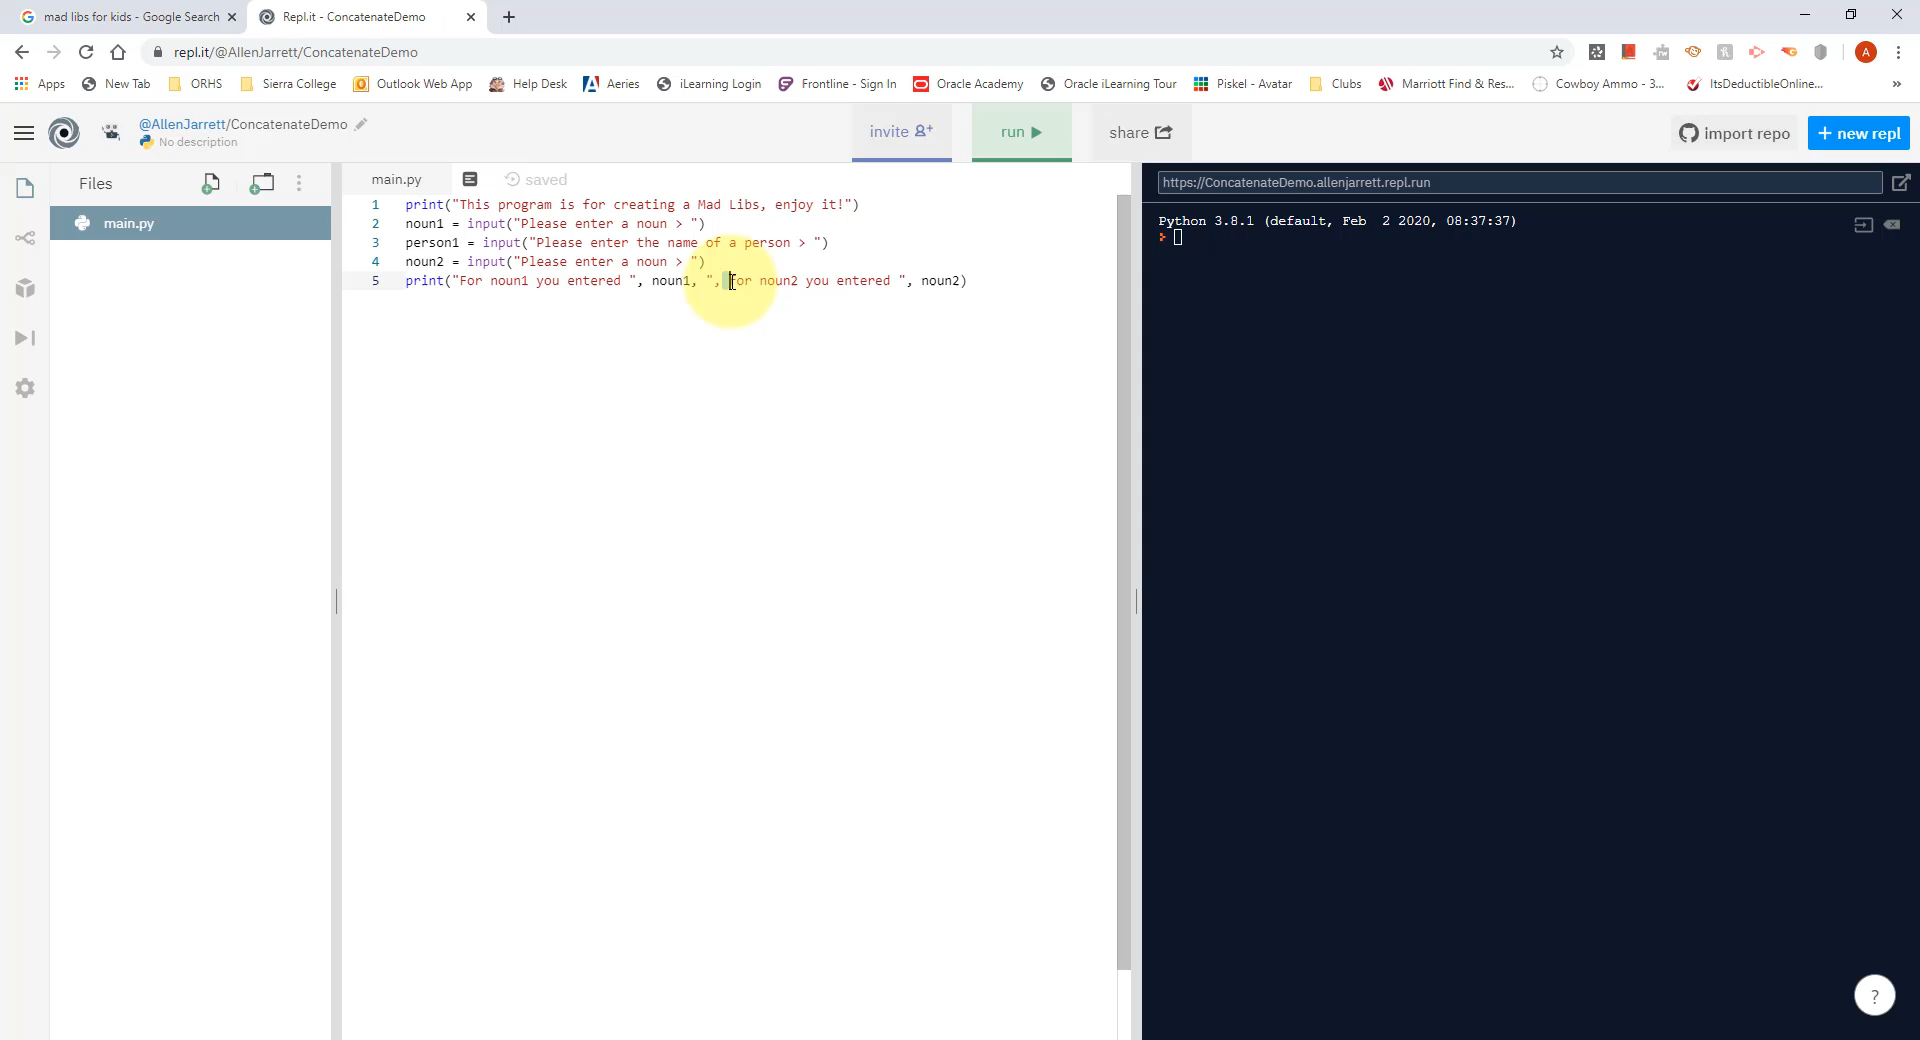 mad libs for kids - Google Search
Repl.it - ConcatenateDemo
repl.it/@AllenJarrett/ConcatenateDemo
A
Apps New Tab ORHS Sierra College Outlook Web App Help Desk Aeries iLearning Login Frontline - Sign In Oracle Academy Oracle iLearning Tour Piskel - Avatar Clubs Marriott Find & Res... Cowboy Ammo - 3... ItsDeductibleOnline... »
@AllenJarrett/ConcatenateDemo
No description
invite
run
share
import repo
+ new repl
Files
main.py
main.py
saved
1 print("This program is for creating a Mad Libs, enjoy it!")
2 noun1 = input("Please enter a noun > ")
3 person1 = input("Please enter the name of a person > ")
4 noun2 = input("Please enter a noun > ")
5 print("For noun1 you entered ", noun1, ", for noun2 you entered ", noun2)
https://ConcatenateDemo.allenjarrett.repl.run
Python 3.8.1 (default, Feb  2 2020, 08:37:37)
?